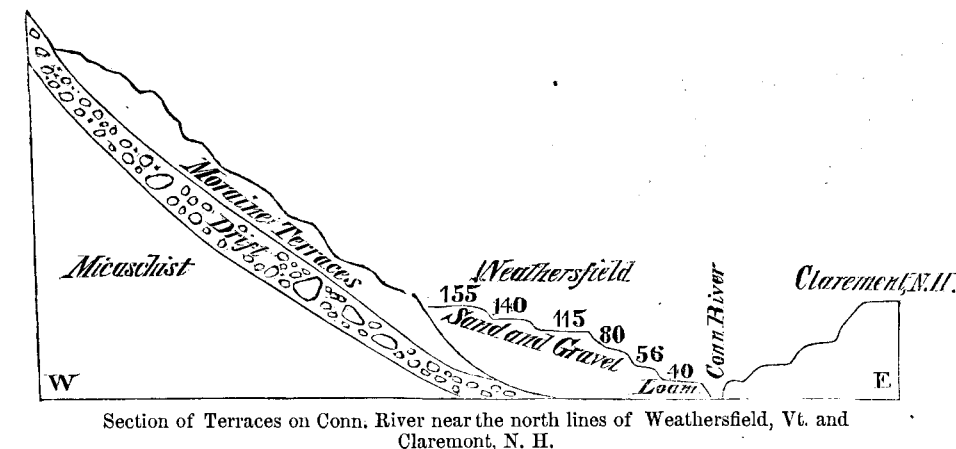 Moraine Terraces
Drift
Micaschist
Weathersfield
155
140
115
80
56
40
Sand and Gravel
Loam
Conn. River
Claremont, N. H.
W
E
Section of Terraces on Conn. River near the north lines of Weathersfield, Vt. and
Claremont, N. H.